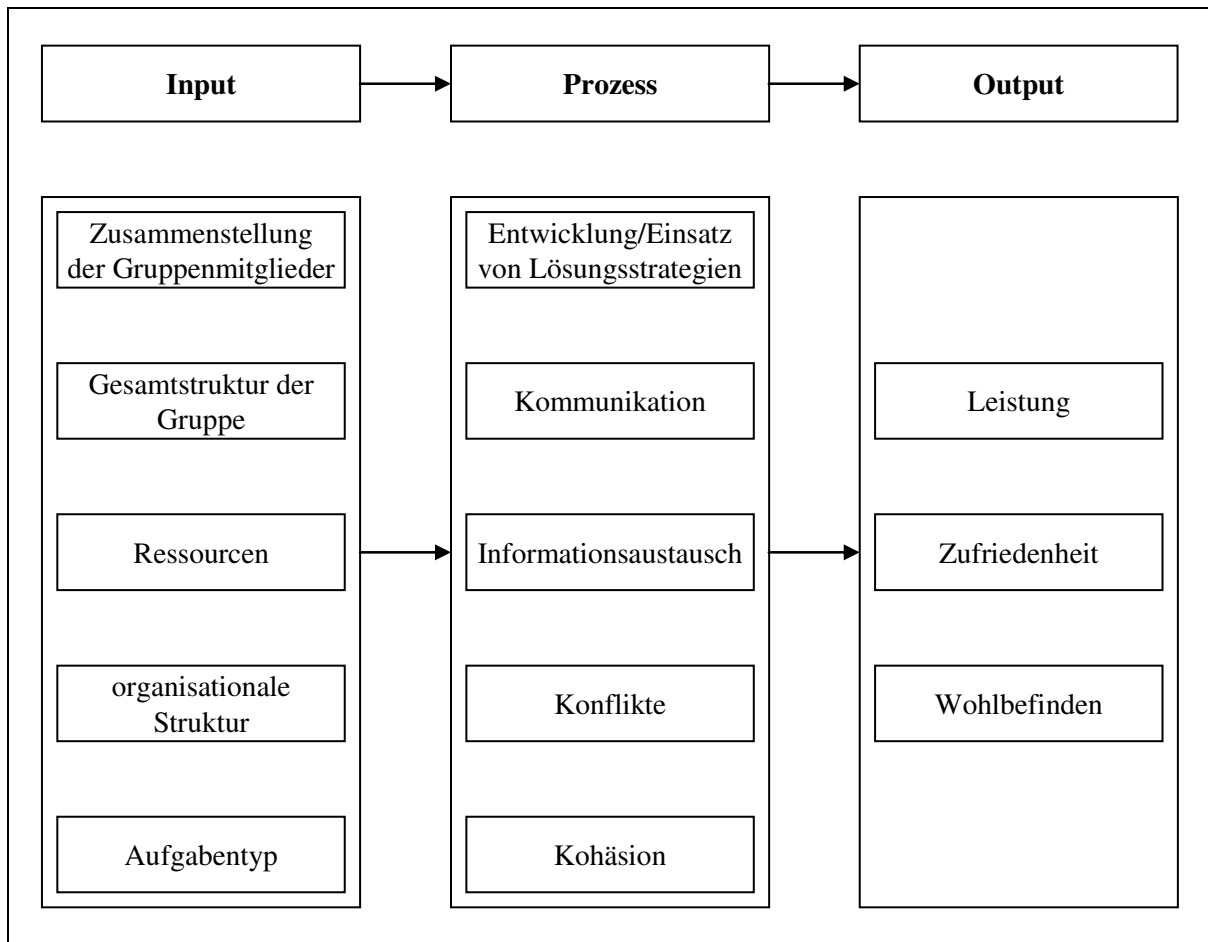 Input
Prozess
Output
Zusammenstellung
der Gruppenmitglieder
Gesamtstruktur der
Gruppe
Ressourcen
organisationale
Struktur
Aufgabentyp
Entwicklung/Einsatz
von Lösungsstrategien
Kommunikation
Informationsaustausch
Konflikte
Kohäsion
Leistung
Zufriedenheit
Wohlbefinden